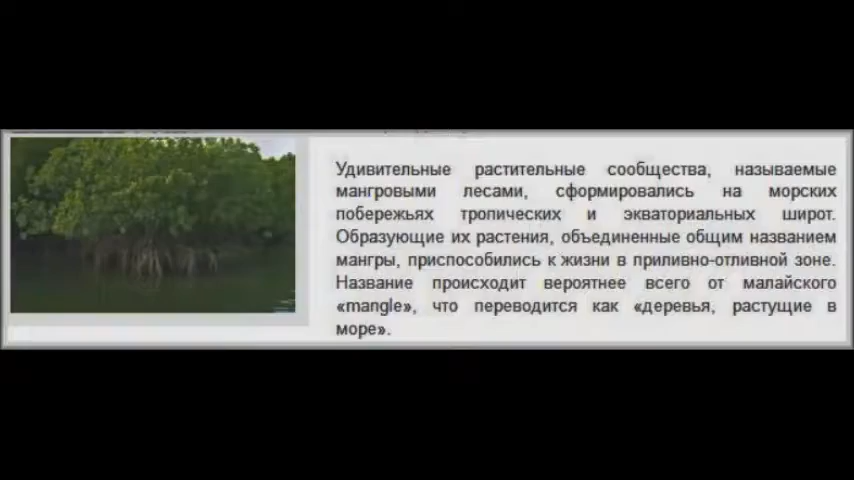 Удивительные растительные сообщества, называемые
мангровыми лесами, сформировались на морских
побережьях тропических и экваториальных широт.
Образующие их растения, объединенные общим названием
мангры, приспособились к жизни в приливно-отливной зоне.
Название происходит вероятнее всего от малайского
«mangle», что переводится как «деревья, растущие в
море».